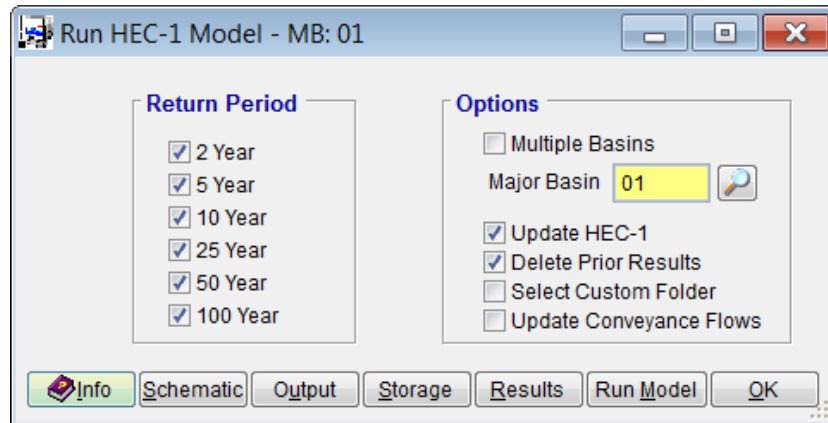 Run HEC-1 Model - MB: 01
Return Period
2 Year
5 Year
10 Year
25 Year
50 Year
100 Year
Options
Multiple Basins
Major Basin 01
Update HEC-1
Delete Prior Results
Select Custom Folder
Update Conveyance Flows
Info Schematic Output Storage Results Run Model OK